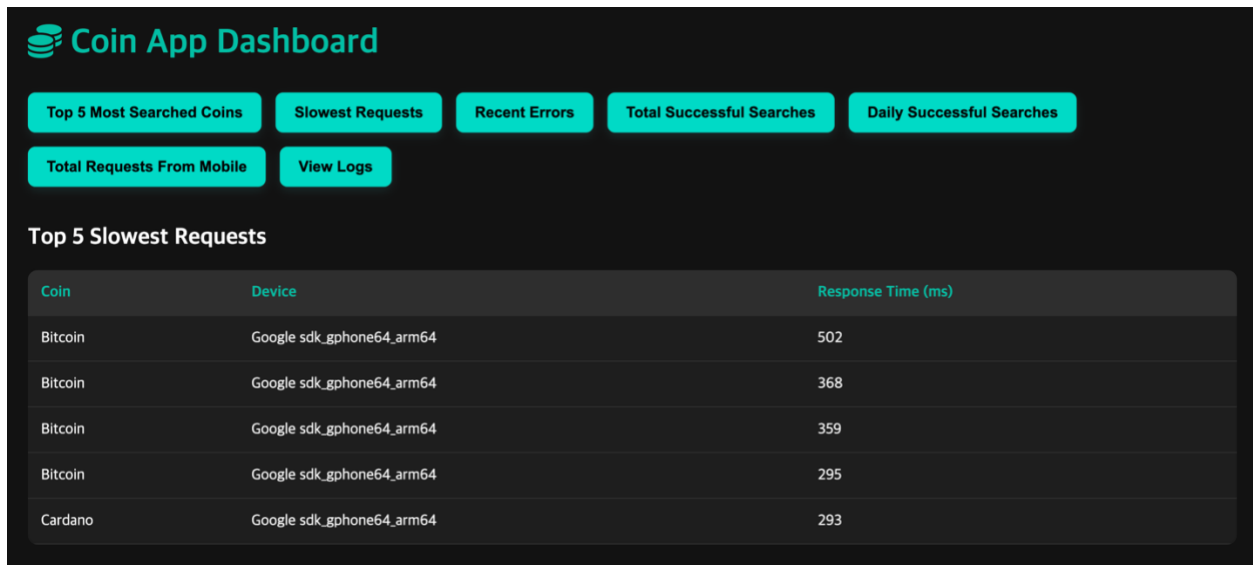 Coin App Dashboard
Top 5 Most Searched Coins Slowest Requests Recent Errors Total Successful Searches Daily Successful Searches
Total Requests From Mobile View Logs
Top 5 Slowest Requests
Coin Device Response Time (ms)
Bitcoin Google sdk_gphone64_arm64 502
Bitcoin Google sdk_gphone64_arm64 368
Bitcoin Google sdk_gphone64_arm64 359
Bitcoin Google sdk_gphone64_arm64 295
Cardano Google sdk_gphone64_arm64 293